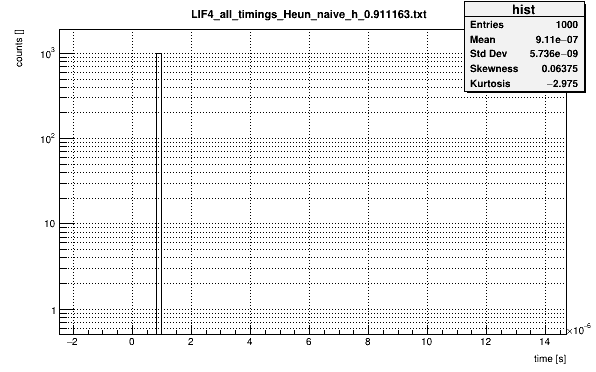 LIF4_all_timings_Heun_naive_h_0.911163.txt
hist
Entries 1000
Mean 9.11e−07
Std Dev 5.736e−09
Skewness 0.06375
Kurtosis −2.975
counts []
10³
10²
10
1
−2 0 2 4 6 8 10 12 14
×10⁻⁶
time [s]